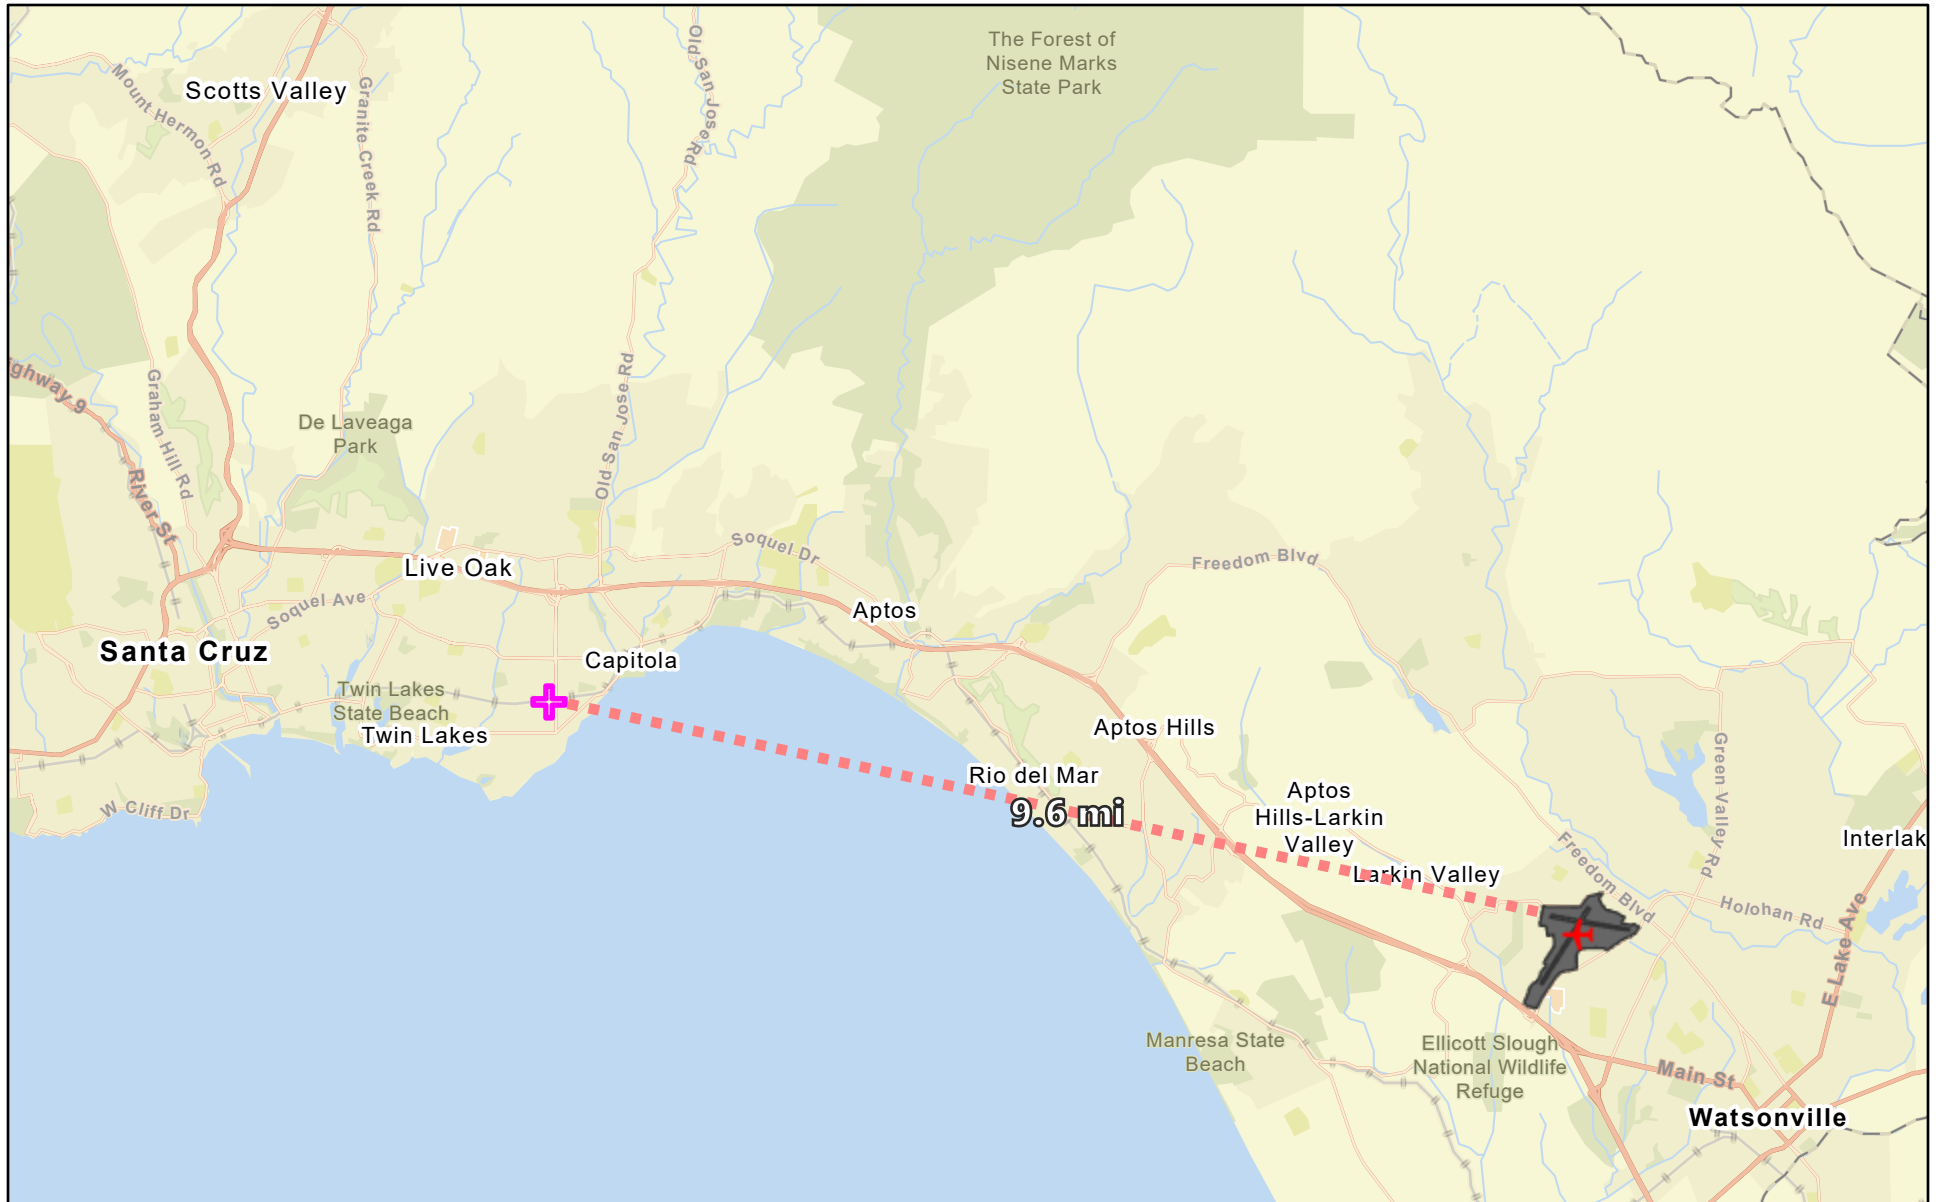 The Forest of
Nisene Marks
State Park
Scotts Valley
Mount Hermon Rd
Granite Creek Rd
Old San Jose Rd
ighway 9
Graham Hill Rd
De Laveaga
Park
Old San Jose Rd
River St
Soquel Dr
Live Oak
Freedom Blvd
Soquel Ave
Aptos
Santa Cruz
Capitola
Twin Lakes
State Beach
Twin Lakes
Aptos Hills
Green Valley Rd
Rio del Mar
9.6 mi
Aptos
Hills-Larkin
Valley
W Cliff Dr
Interlak
Larkin Valley
Freedom Blvd
Holohan Rd
E Lake Ave
Manresa State
Beach
Ellicott Slough
National Wildlife
Refuge
Main St
Watsonville